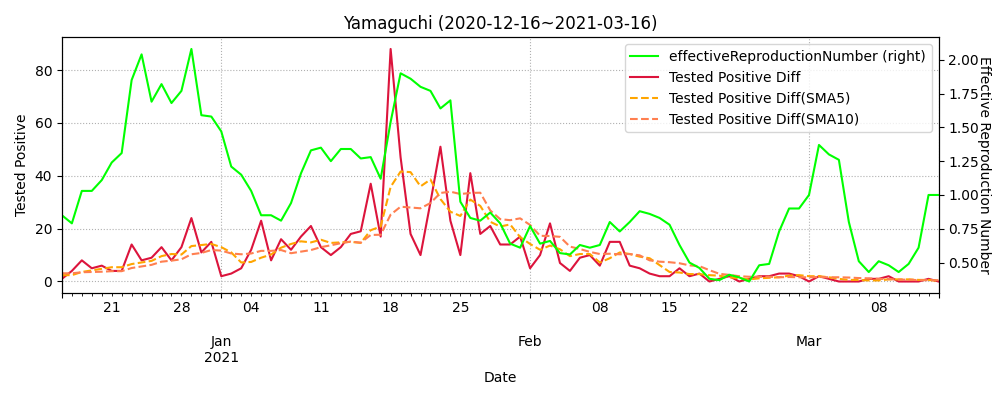 Yamaguchi (2020-12-16~2021-03-16)
effectiveReproductionNumber (right)
Tested Positive Diff
Tested Positive Diff(SMA5)
Tested Positive Diff(SMA10)
Tested Positive
80
60
40
20
0
2.00
1.75
1.50
1.25
1.00
0.75
0.50
Effective Reproduction Number
21 28 04 11 18 25 08 15 22 08
Jan Feb Mar
2021
Date